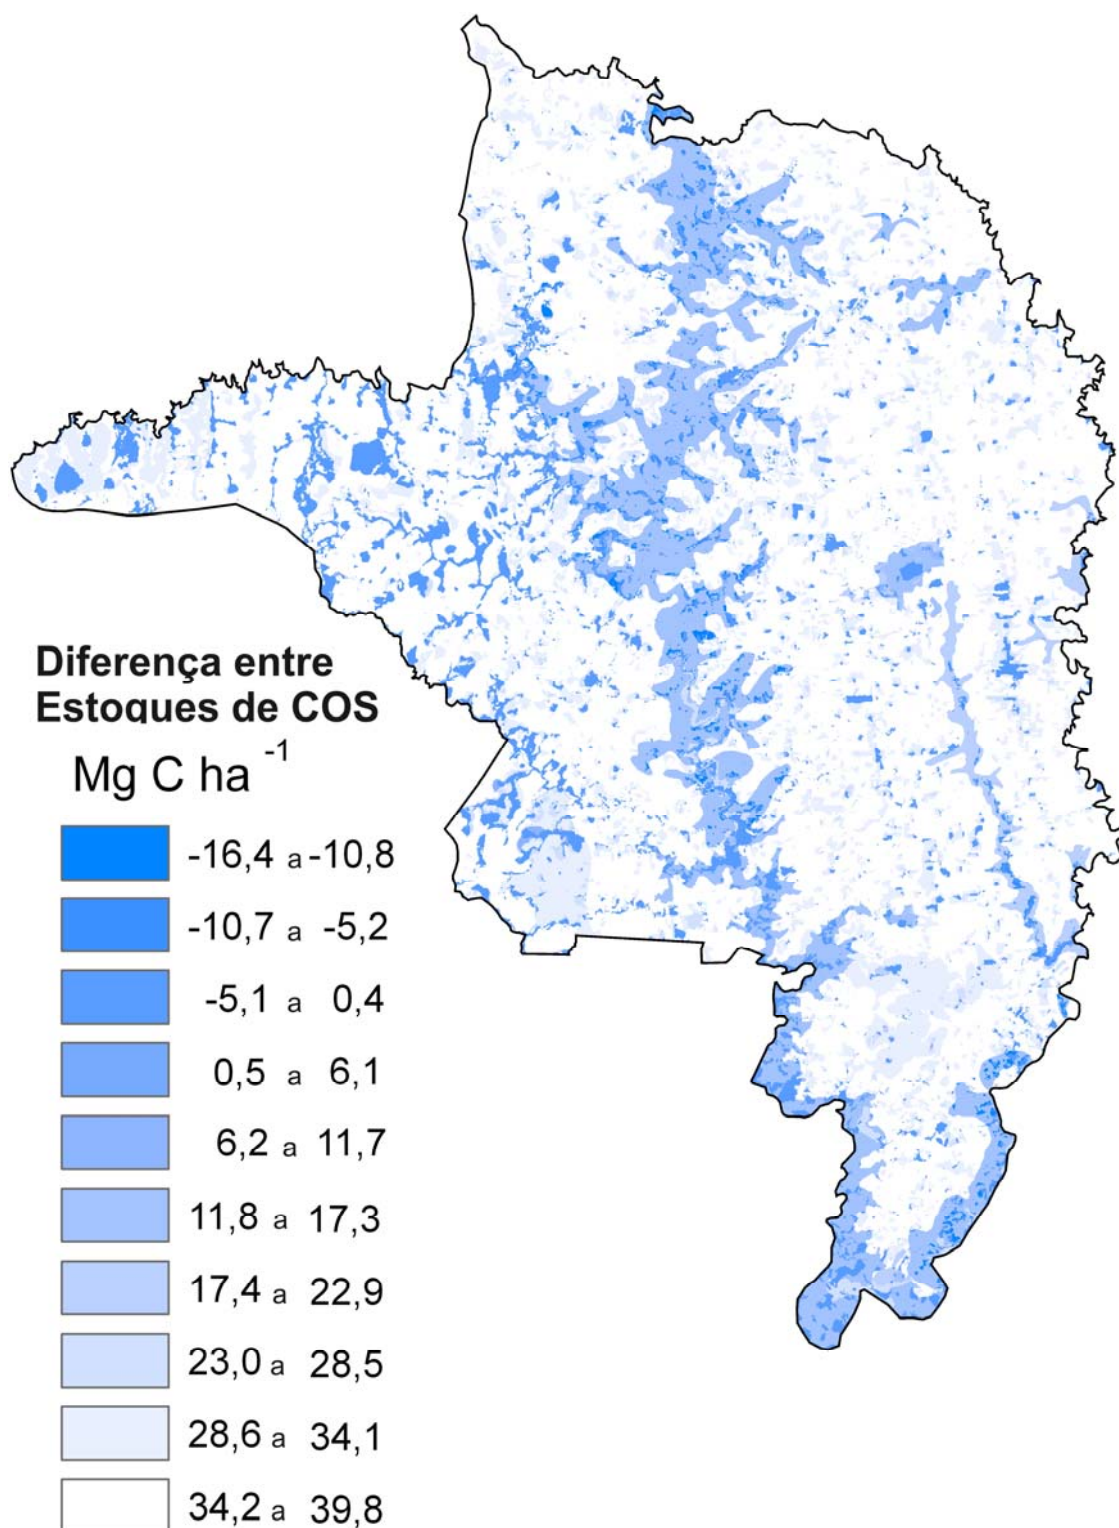 Diferença entre
Estoques de COS
Mg C ha -1
-16,4 a -10,8
-10,7 a -5,2
-5,1 a 0,4
0,5 a 6,1
6,2 a 11,7
11,8 a 17,3
17,4 a 22,9
23,0 a 28,5
28,6 a 34,1
34,2 a 39,8